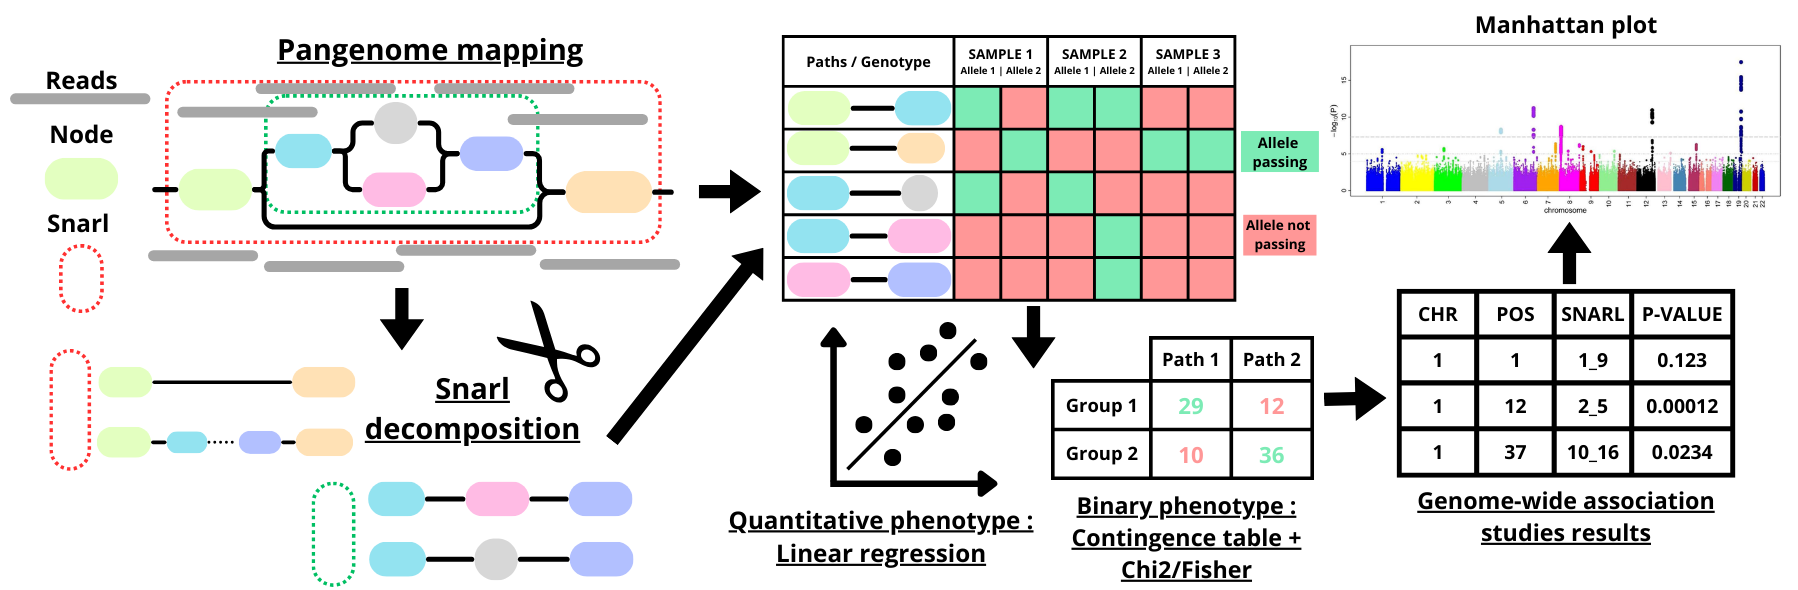 Pangenome mapping
Reads
Node
Snarl
Snarl
decomposition
Paths / Genotype
SAMPLE 1
Allele 1 | Allele 2
SAMPLE 2
Allele 1 | Allele 2
SAMPLE 3
Allele 1 | Allele 2
Allele
passing
Allele not
passing
Quantitative phenotype :
Linear regression
Path 1 Path 2
Group 1 29 12
Group 2 10 36
Binary phenotype :
Contingence table +
Chi2/Fisher
Manhattan plot
−log10(P)
15
10
5
0
1 2 3 4 5 6 7 8 9 10 11 12 13 14 15 16 17 18 19 20 21 22
chromosome
CHR POS SNARL P-VALUE
1 1 1_9 0.123
1 12 2_5 0.00012
1 37 10_16 0.0234
Genome-wide association
studies results